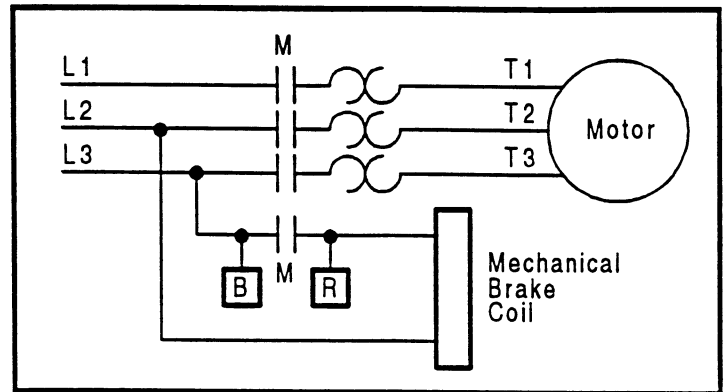 M
L1
T1
L2
T2
Motor
L3
T3
B
M
R
Mechanical
Brake
Coil